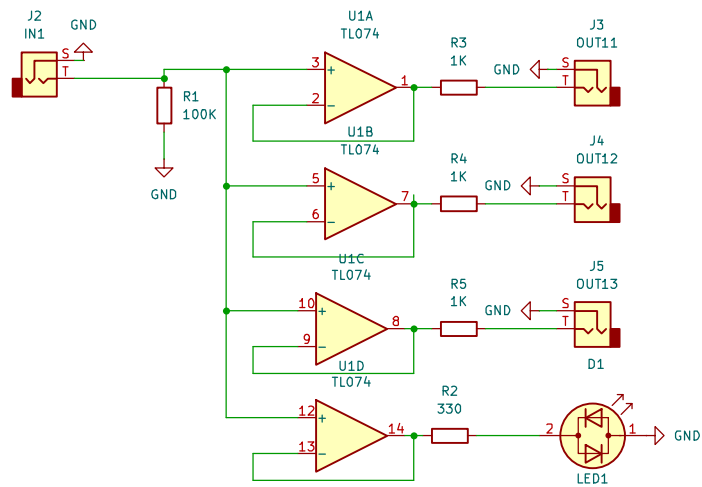 J2
IN1
GND
S
T
R1
100K
GND
U1A
TL074
3
+
2
−
1
R3
1K
J3
OUT11
GND
S
T
U1B
TL074
5
+
6
−
7
R4
1K
J4
OUT12
GND
S
T
U1C
TL074
10
+
9
−
8
R5
1K
J5
OUT13
GND
S
T
U1D
TL074
12
+
13
−
14
R2
330
D1
2
1
GND
LED1